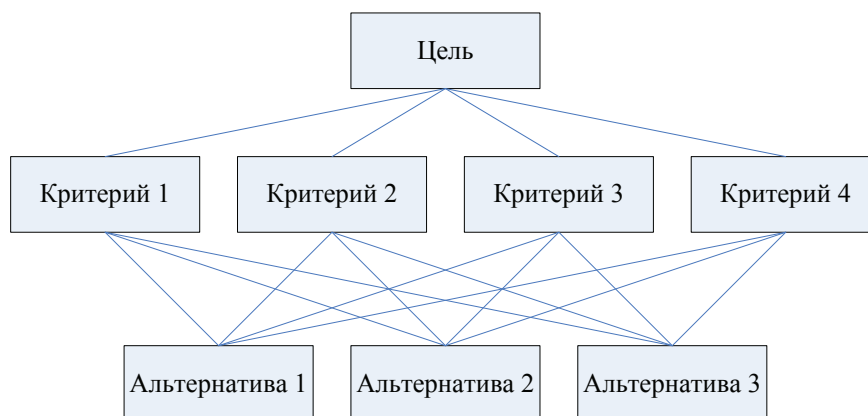 Цель
Критерий 1
Критерий 2
Критерий 3
Критерий 4
Альтернатива 1
Альтернатива 2
Альтернатива 3